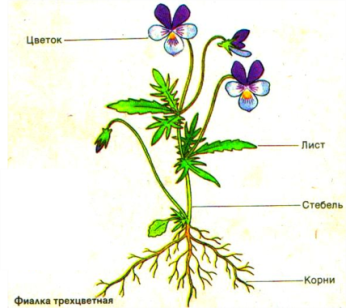 Цветок
Лист
Стебель
Корни
Фиалка трехцветная